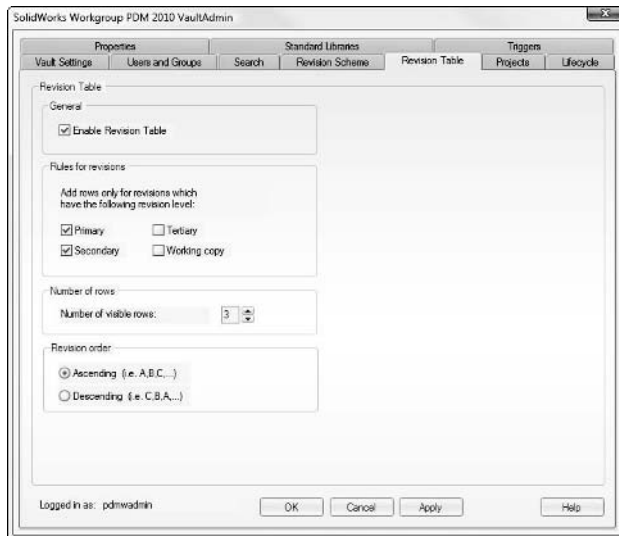 SolidWorks Workgroup PDM 2010 VaultAdmin
Properties Standard Libraries Triggers
Vault Settings Users and Groups Search Revision Scheme Revision Table Projects Lifecycle
Revision Table
General
Enable Revision Table
Rules for revisions
Add rows only for revisions which
have the following revision level:
Primary Tertiary
Secondary Working copy
Number of rows
Number of visible rows: 3
Revision order
Ascending (i.e. A,B,C,...)
Descending (i.e. C,B,A,...)
Logged in as: pdmwadmin OK Cancel Apply Help